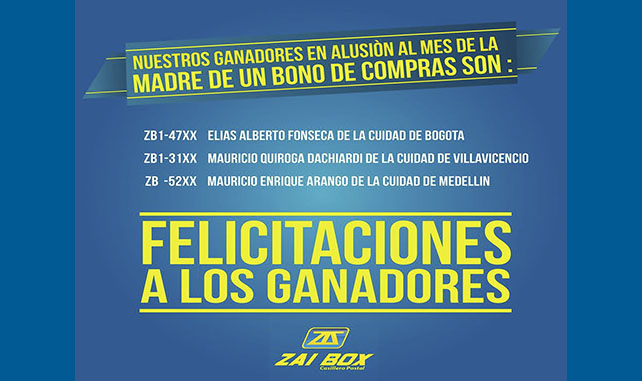 NUESTROS GANADORES EN ALUSIÒN AL MES DE LA
MADRE DE UN BONO DE COMPRAS SON :
ZB1-47XX ELIAS ALBERTO FONSECA DE LA CUIDAD DE BOGOTA
ZB1-31XX MAURICIO QUIROGA DACHIARDI DE LA CUIDAD DE VILLAVICENCIO
ZB -52XX MAURICIO ENRIQUE ARANGO DE LA CUIDAD DE MEDELLIN
FELICITACIONES
A LOS GANADORES
ZAI BOX
Casillero Postal